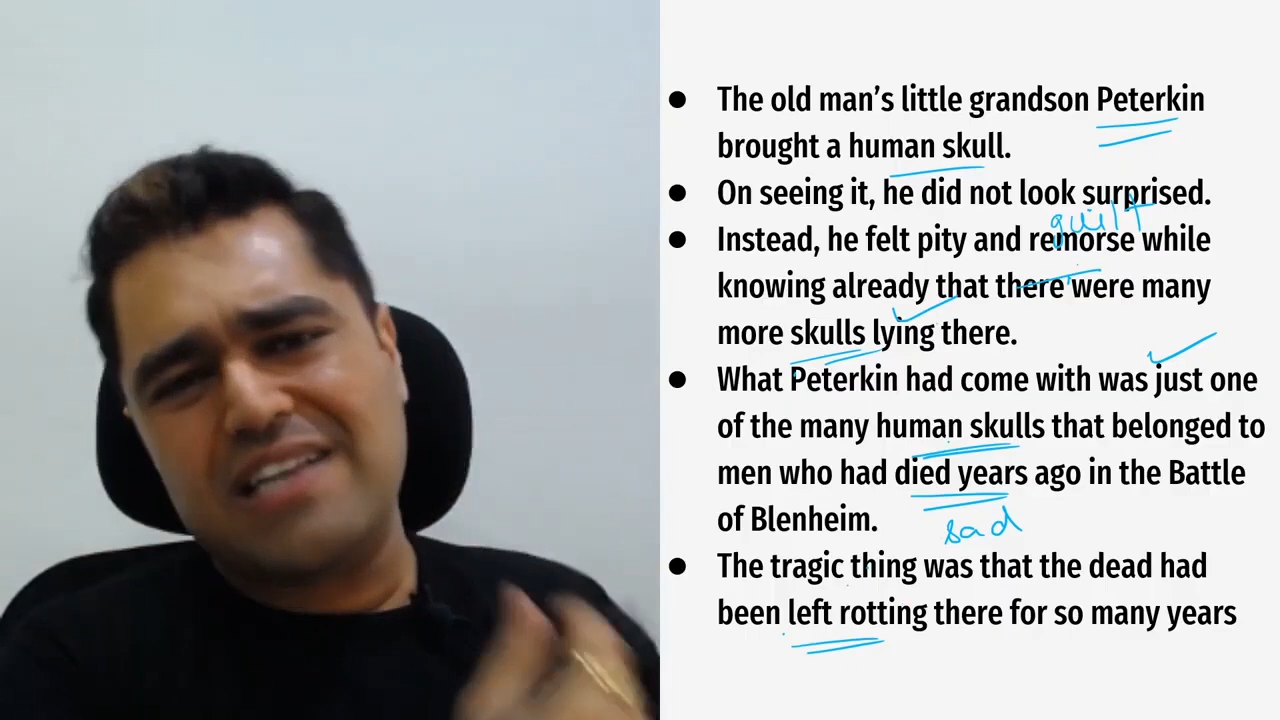 ● The old man’s little grandson Peterkin
brought a human skull.
● On seeing it, he did not look surprised.
guilt
● Instead, he felt pity and remorse while
knowing already that there were many
more skulls lying there.
● What Peterkin had come with was just one
of the many human skulls that belonged to
men who had died years ago in the Battle
of Blenheim.
sad
● The tragic thing was that the dead had
been left rotting there for so many years